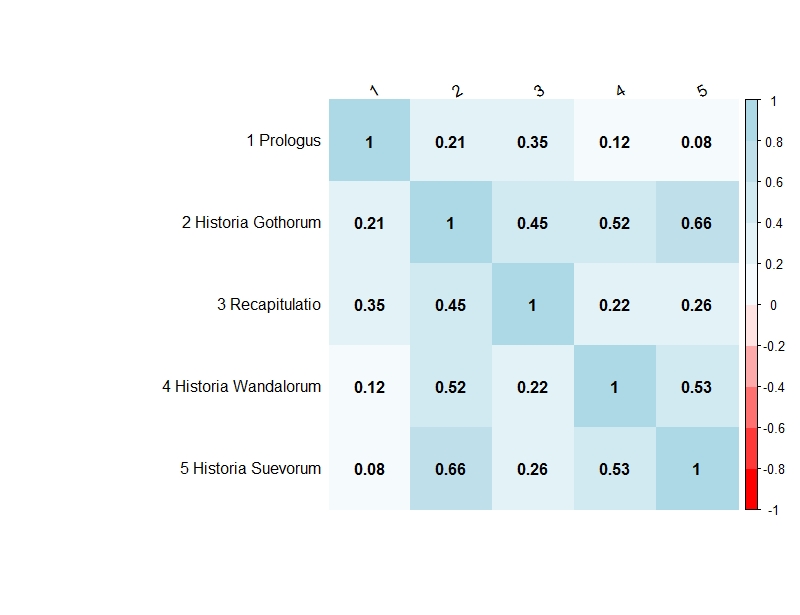 1 2 3 4 5
1 Prologus 1 0.21 0.35 0.12 0.08
2 Historia Gothorum 0.21 1 0.45 0.52 0.66
3 Recapitulatio 0.35 0.45 1 0.22 0.26
4 Historia Wandalorum 0.12 0.52 0.22 1 0.53
5 Historia Suevorum 0.08 0.66 0.26 0.53 1
1
0.8
0.6
0.4
0.2
0
-0.2
-0.4
-0.6
-0.8
-1